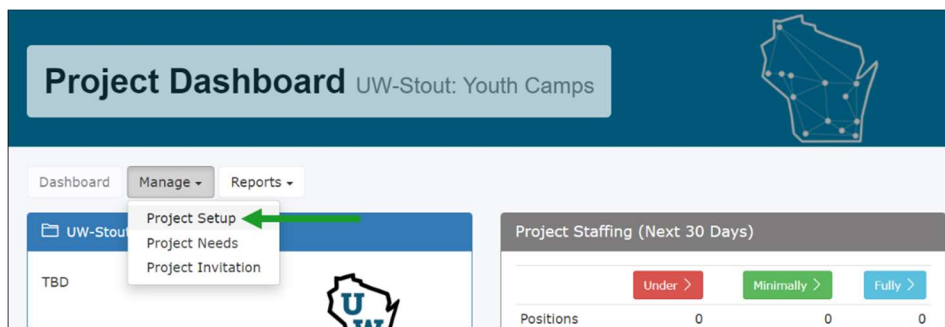 Project Dashboard UW-Stout: Youth Camps
Dashboard Manage Reports
Project Setup
Project Needs
Project Invitation
UW-Stou
TBD
U
W
Project Staffing (Next 30 Days)
Under > Minimally > Fully >
Positions 0 0 0